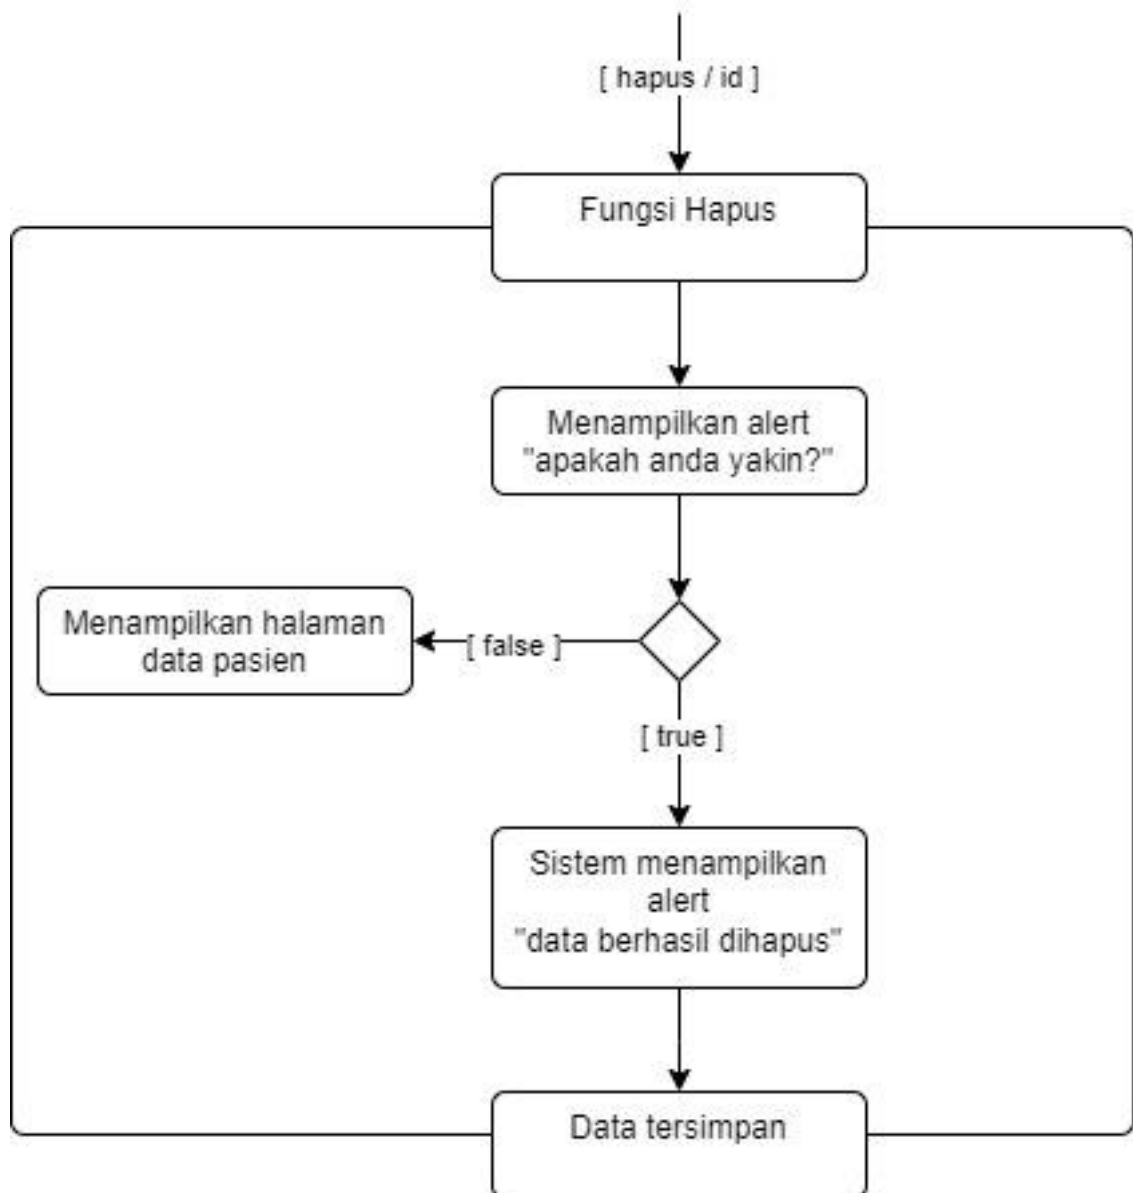 [ hapus / id ]
Fungsi Hapus
Menampilkan alert
"apakah anda yakin?"
Menampilkan halaman
data pasien
[ false ]
[ true ]
Sistem menampilkan
alert
"data berhasil dihapus"
Data tersimpan